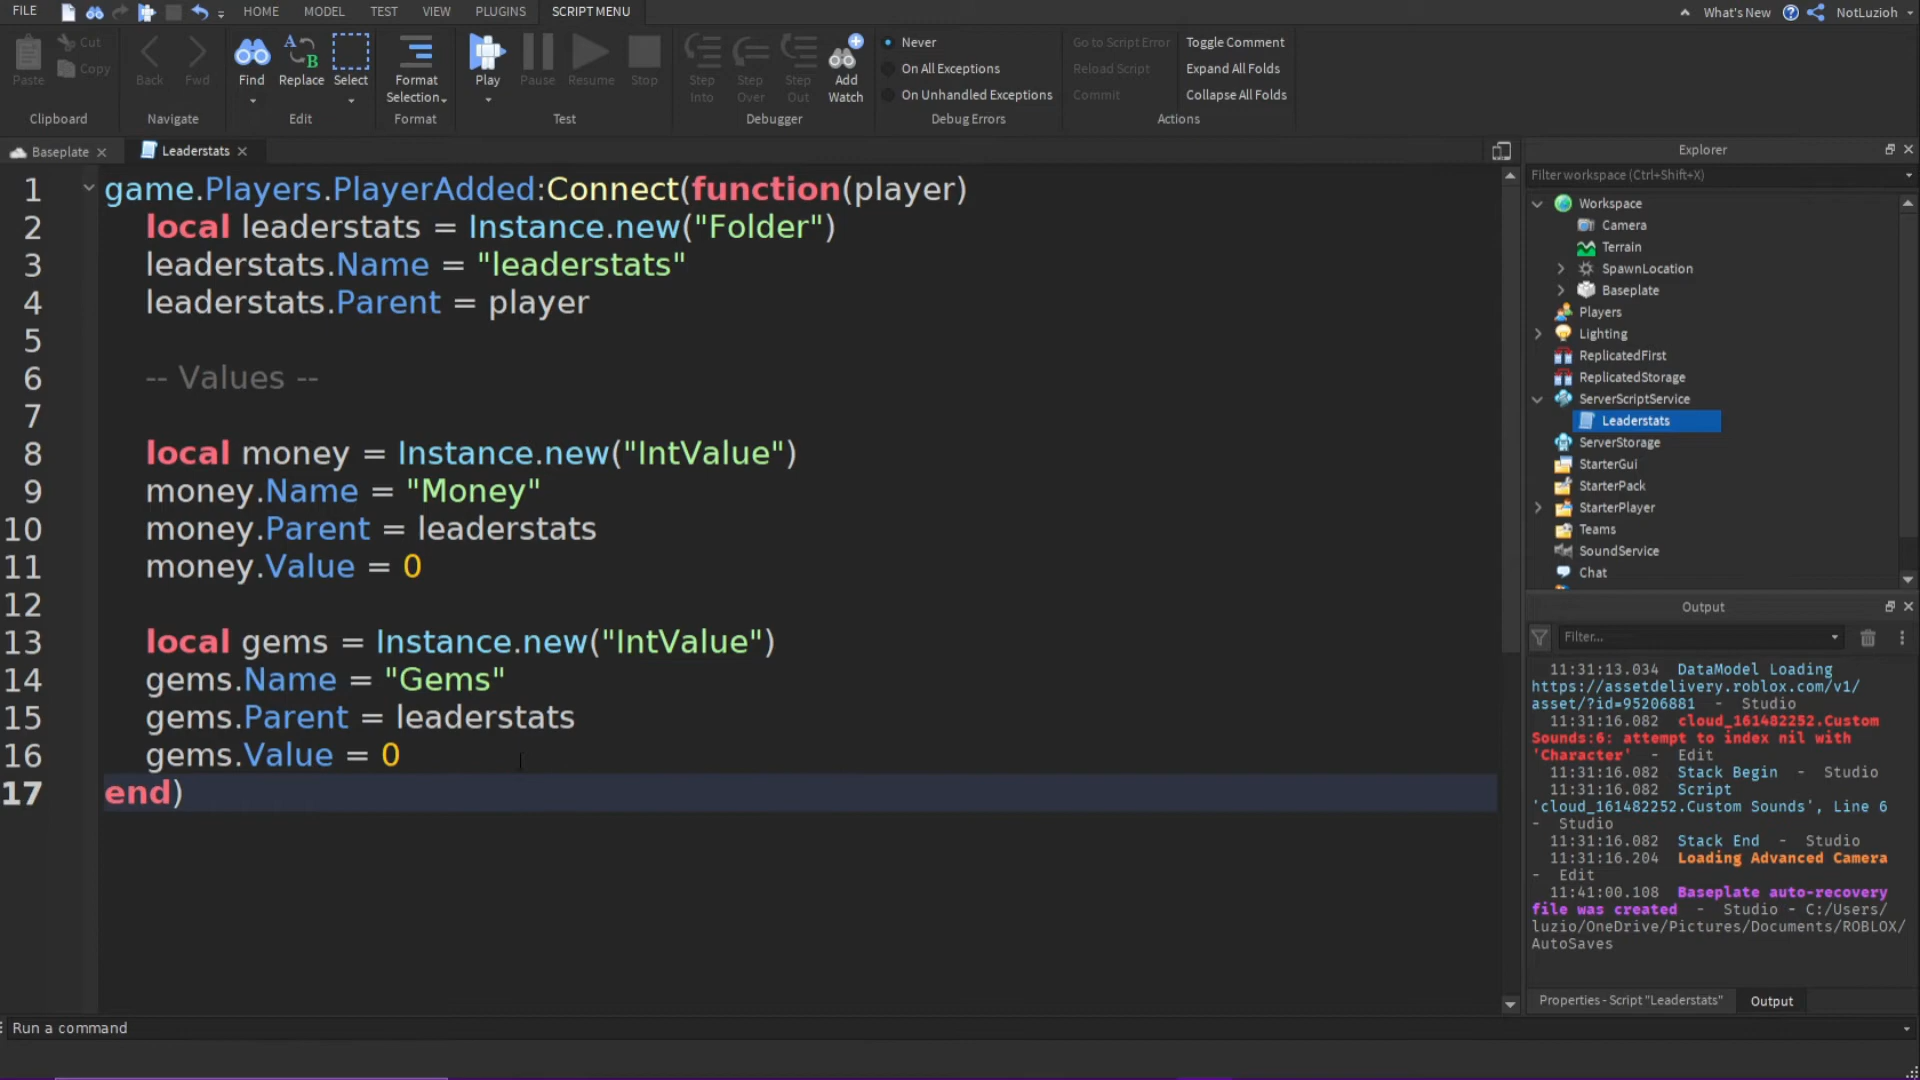 FILE HOME MODEL TEST VIEW PLUGINS SCRIPT MENU What's New NotLuzioh
Paste Cut Copy Back Fwd Find Replace Select Format Selection Play Pause Resume Stop Step Into Step Over Step Out Add Watch
Never
On All Exceptions
On Unhandled Exceptions
Go to Script Error
Reload Script
Commit
Toggle Comment
Expand All Folds
Collapse All Folds
Clipboard Navigate Edit Format Test Debugger Debug Errors Actions
Baseplate Leaderstats
1 game.Players.PlayerAdded:Connect(function(player)
2 local leaderstats = Instance.new("Folder")
3 leaderstats.Name = "leaderstats"
4 leaderstats.Parent = player
5
6 -- Values --
7
8 local money = Instance.new("IntValue")
9 money.Name = "Money"
10 money.Parent = leaderstats
11 money.Value = 0
12
13 local gems = Instance.new("IntValue")
14 gems.Name = "Gems"
15 gems.Parent = leaderstats
16 gems.Value = 0
17 end)
Explorer
Filter workspace (Ctrl+Shift+X)
Workspace
Camera
Terrain
SpawnLocation
Baseplate
Players
Lighting
ReplicatedFirst
ReplicatedStorage
ServerScriptService
Leaderstats
ServerStorage
StarterGui
StarterPack
StarterPlayer
Teams
SoundService
Chat
Output
Filter...
11:31:13.034 DataModel Loading
https://assetdelivery.roblox.com/v1/
asset/?id=95206881 - Studio
11:31:16.082 cloud_161482252.Custom
Sounds:6: attempt to index nil with
'Character' - Edit
11:31:16.082 Stack Begin - Studio
11:31:16.082 Script
'cloud_161482252.Custom Sounds', Line 6
- Studio
11:31:16.082 Stack End - Studio
11:31:16.204 Loading Advanced Camera
- Edit
11:41:00.108 Baseplate auto-recovery
file was created - Studio - C:/Users/
luzio/OneDrive/Pictures/Documents/ROBLOX/
AutoSaves
Properties - Script "Leaderstats" Output
Run a command